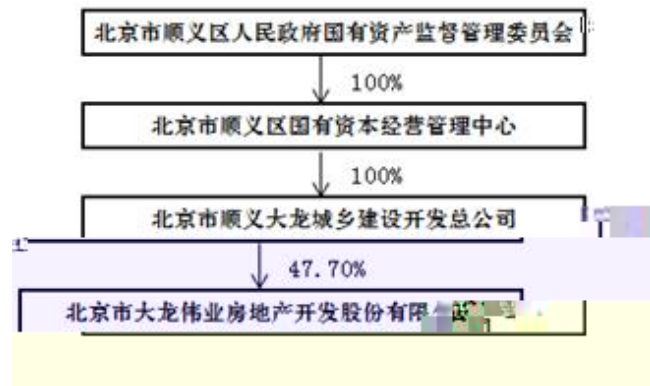 北京市顺义区人民政府国有资产监督管理委员会
100%
北京市顺义区国有资本经营管理中心
100%
北京市顺义大龙城乡建设开发总公司
47.70%
北京市大龙伟业房地产开发股份有限